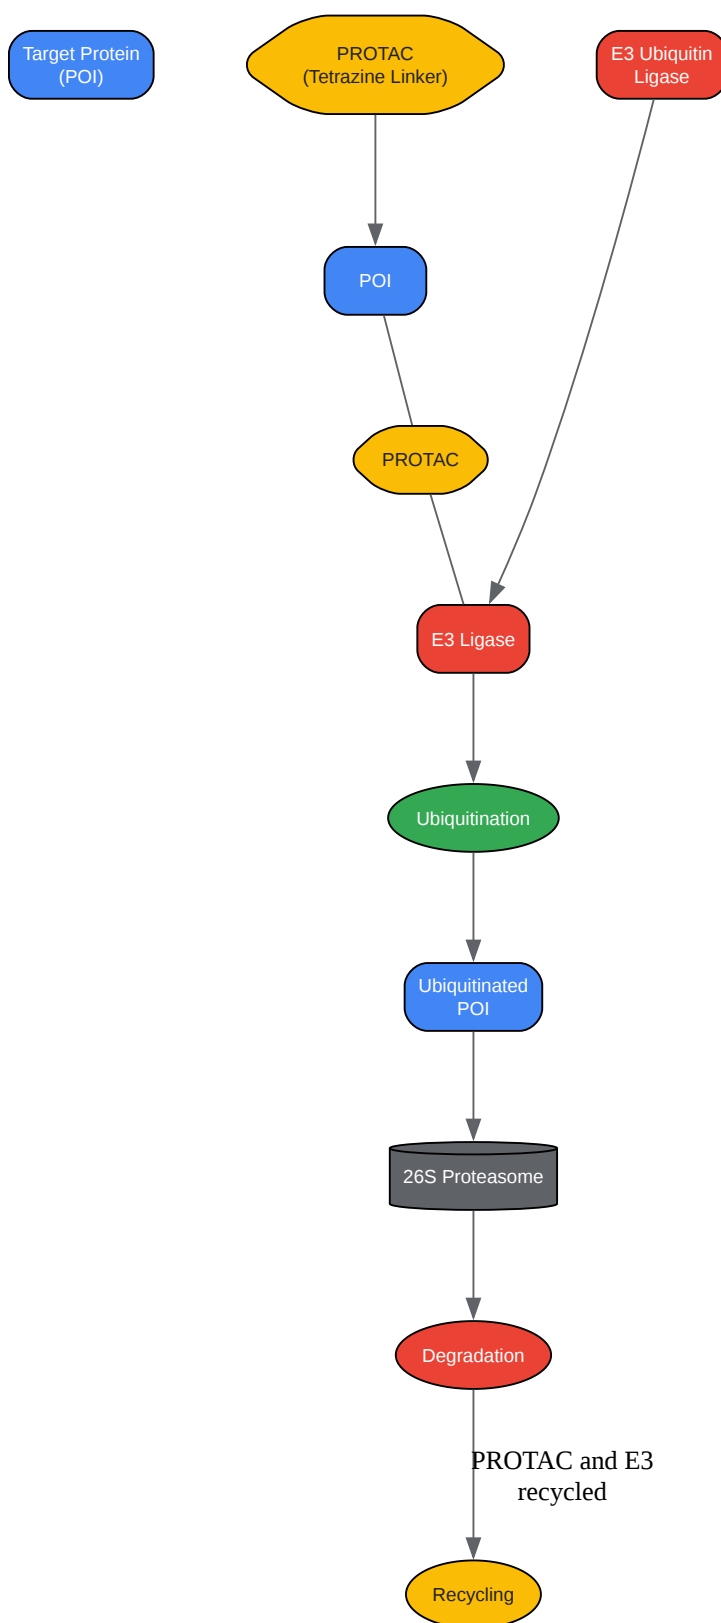 Target Protein
(POI)
PROTAC
(Tetrazine Linker)
E3 Ubiquitin
Ligase
POI
PROTAC
E3 Ligase
Ubiquitination
Ubiquitinated
POI
26S Proteasome
Degradation
PROTAC and E3
recycled
Recycling